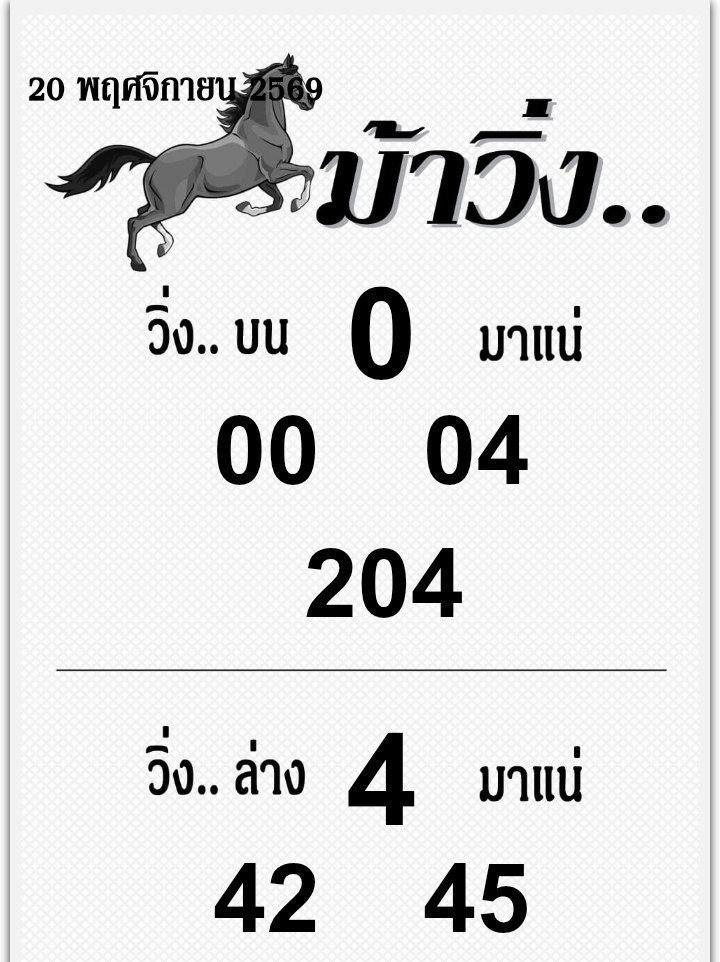 20 พฤศจิกายน 2569
ม้าวิ่ง..
วิ่ง.. บน 0 มาแน่
00 04
204
วิ่ง.. ล่าง 4 มาแน่
42 45